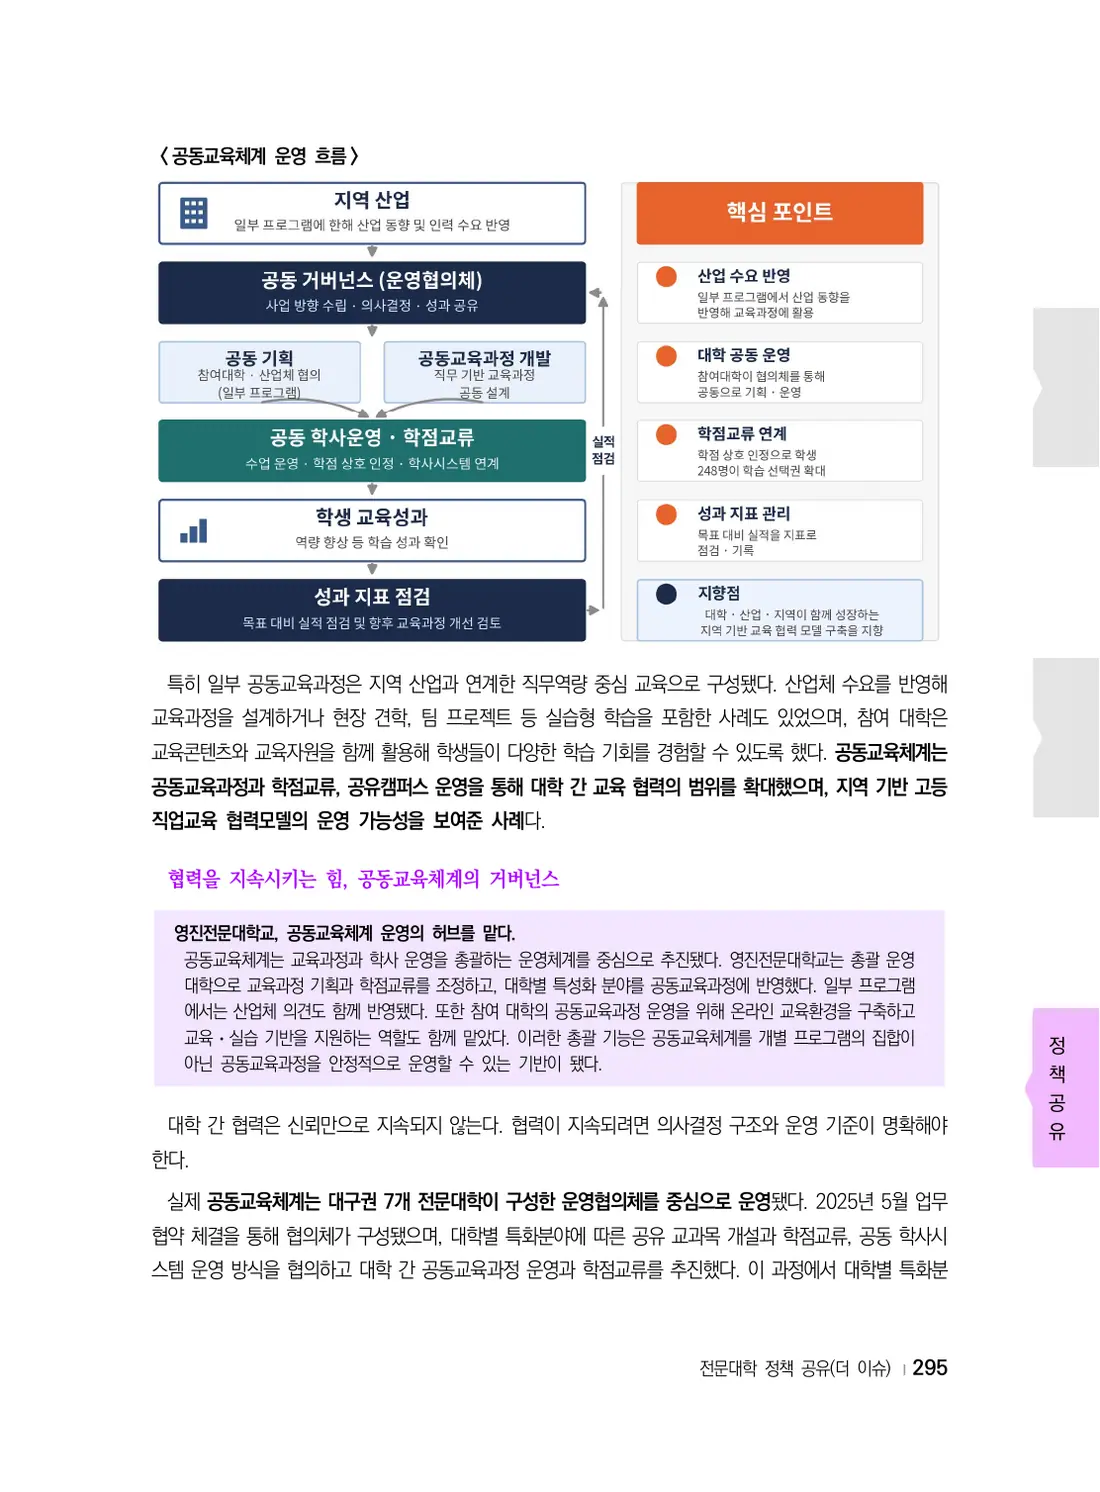 < 공동교육체계 운영 흐름 >
지역 산업
일부 프로그램에 한해 산업 동향 및 인력 수요 반영
공동 거버넌스 (운영협의체)
사업 방향 수립 · 의사결정 · 성과 공유
공동 기획
참여대학 · 산업체 협의
(일부 프로그램)
공동교육과정 개발
직무 기반 교육과정
공동 설계
공동 학사운영 · 학점교류
수업 운영 · 학점 상호 인정 · 학사시스템 연계
학생 교육성과
역량 향상 등 학습 성과 확인
성과 지표 점검
목표 대비 실적 점검 및 향후 교육과정 개선 검토
실적
점검
핵심 포인트
산업 수요 반영
일부 프로그램에서 산업 동향을
반영해 교육과정에 활용
대학 공동 운영
참여대학이 협의체를 통해
공동으로 기획 · 운영
학점교류 연계
학점 상호 인정으로 학생
248명이 학습 선택권 확대
성과 지표 관리
목표 대비 실적을 지표로
점검 · 기록
지향점
대학 · 산업 · 지역이 함께 성장하는
지역 기반 교육 협력 모델 구축을 지향
특히 일부 공동교육과정은 지역 산업과 연계한 직무역량 중심 교육으로 구성됐다. 산업체 수요를 반영해
교육과정을 설계하거나 현장 견학, 팀 프로젝트 등 실습형 학습을 포함한 사례도 있었으며, 참여 대학은
교육콘텐츠와 교육자원을 함께 활용해 학생들이 다양한 학습 기회를 경험할 수 있도록 했다. 공동교육체계는
공동교육과정과 학점교류, 공유캠퍼스 운영을 통해 대학 간 교육 협력의 범위를 확대했으며, 지역 기반 고등
직업교육 협력모델의 운영 가능성을 보여준 사례다.
협력을 지속시키는 힘, 공동교육체계의 거버넌스
영진전문대학교, 공동교육체계 운영의 허브를 맡다.
공동교육체계는 교육과정과 학사 운영을 총괄하는 운영체계를 중심으로 추진됐다. 영진전문대학교는 총괄 운영
대학으로 교육과정 기획과 학점교류를 조정하고, 대학별 특성화 분야를 공동교육과정에 반영했다. 일부 프로그램
에서는 산업체 의견도 함께 반영됐다. 또한 참여 대학의 공동교육과정 운영을 위해 온라인 교육환경을 구축하고
교육·실습 기반을 지원하는 역할도 함께 맡았다. 이러한 총괄 기능은 공동교육체계를 개별 프로그램의 집합이
아닌 공동교육과정을 안정적으로 운영할 수 있는 기반이 됐다.
대학 간 협력은 신뢰만으로 지속되지 않는다. 협력이 지속되려면 의사결정 구조와 운영 기준이 명확해야
한다.
실제 공동교육체계는 대구권 7개 전문대학이 구성한 운영협의체를 중심으로 운영됐다. 2025년 5월 업무
협약 체결을 통해 협의체가 구성됐으며, 대학별 특화분야에 따른 공유 교과목 개설과 학점교류, 공동 학사시
스템 운영 방식을 협의하고 대학 간 공동교육과정 운영과 학점교류를 추진했다. 이 과정에서 대학별 특화분
정
책
공
유
전문대학 정책 공유(더 이슈) | 295